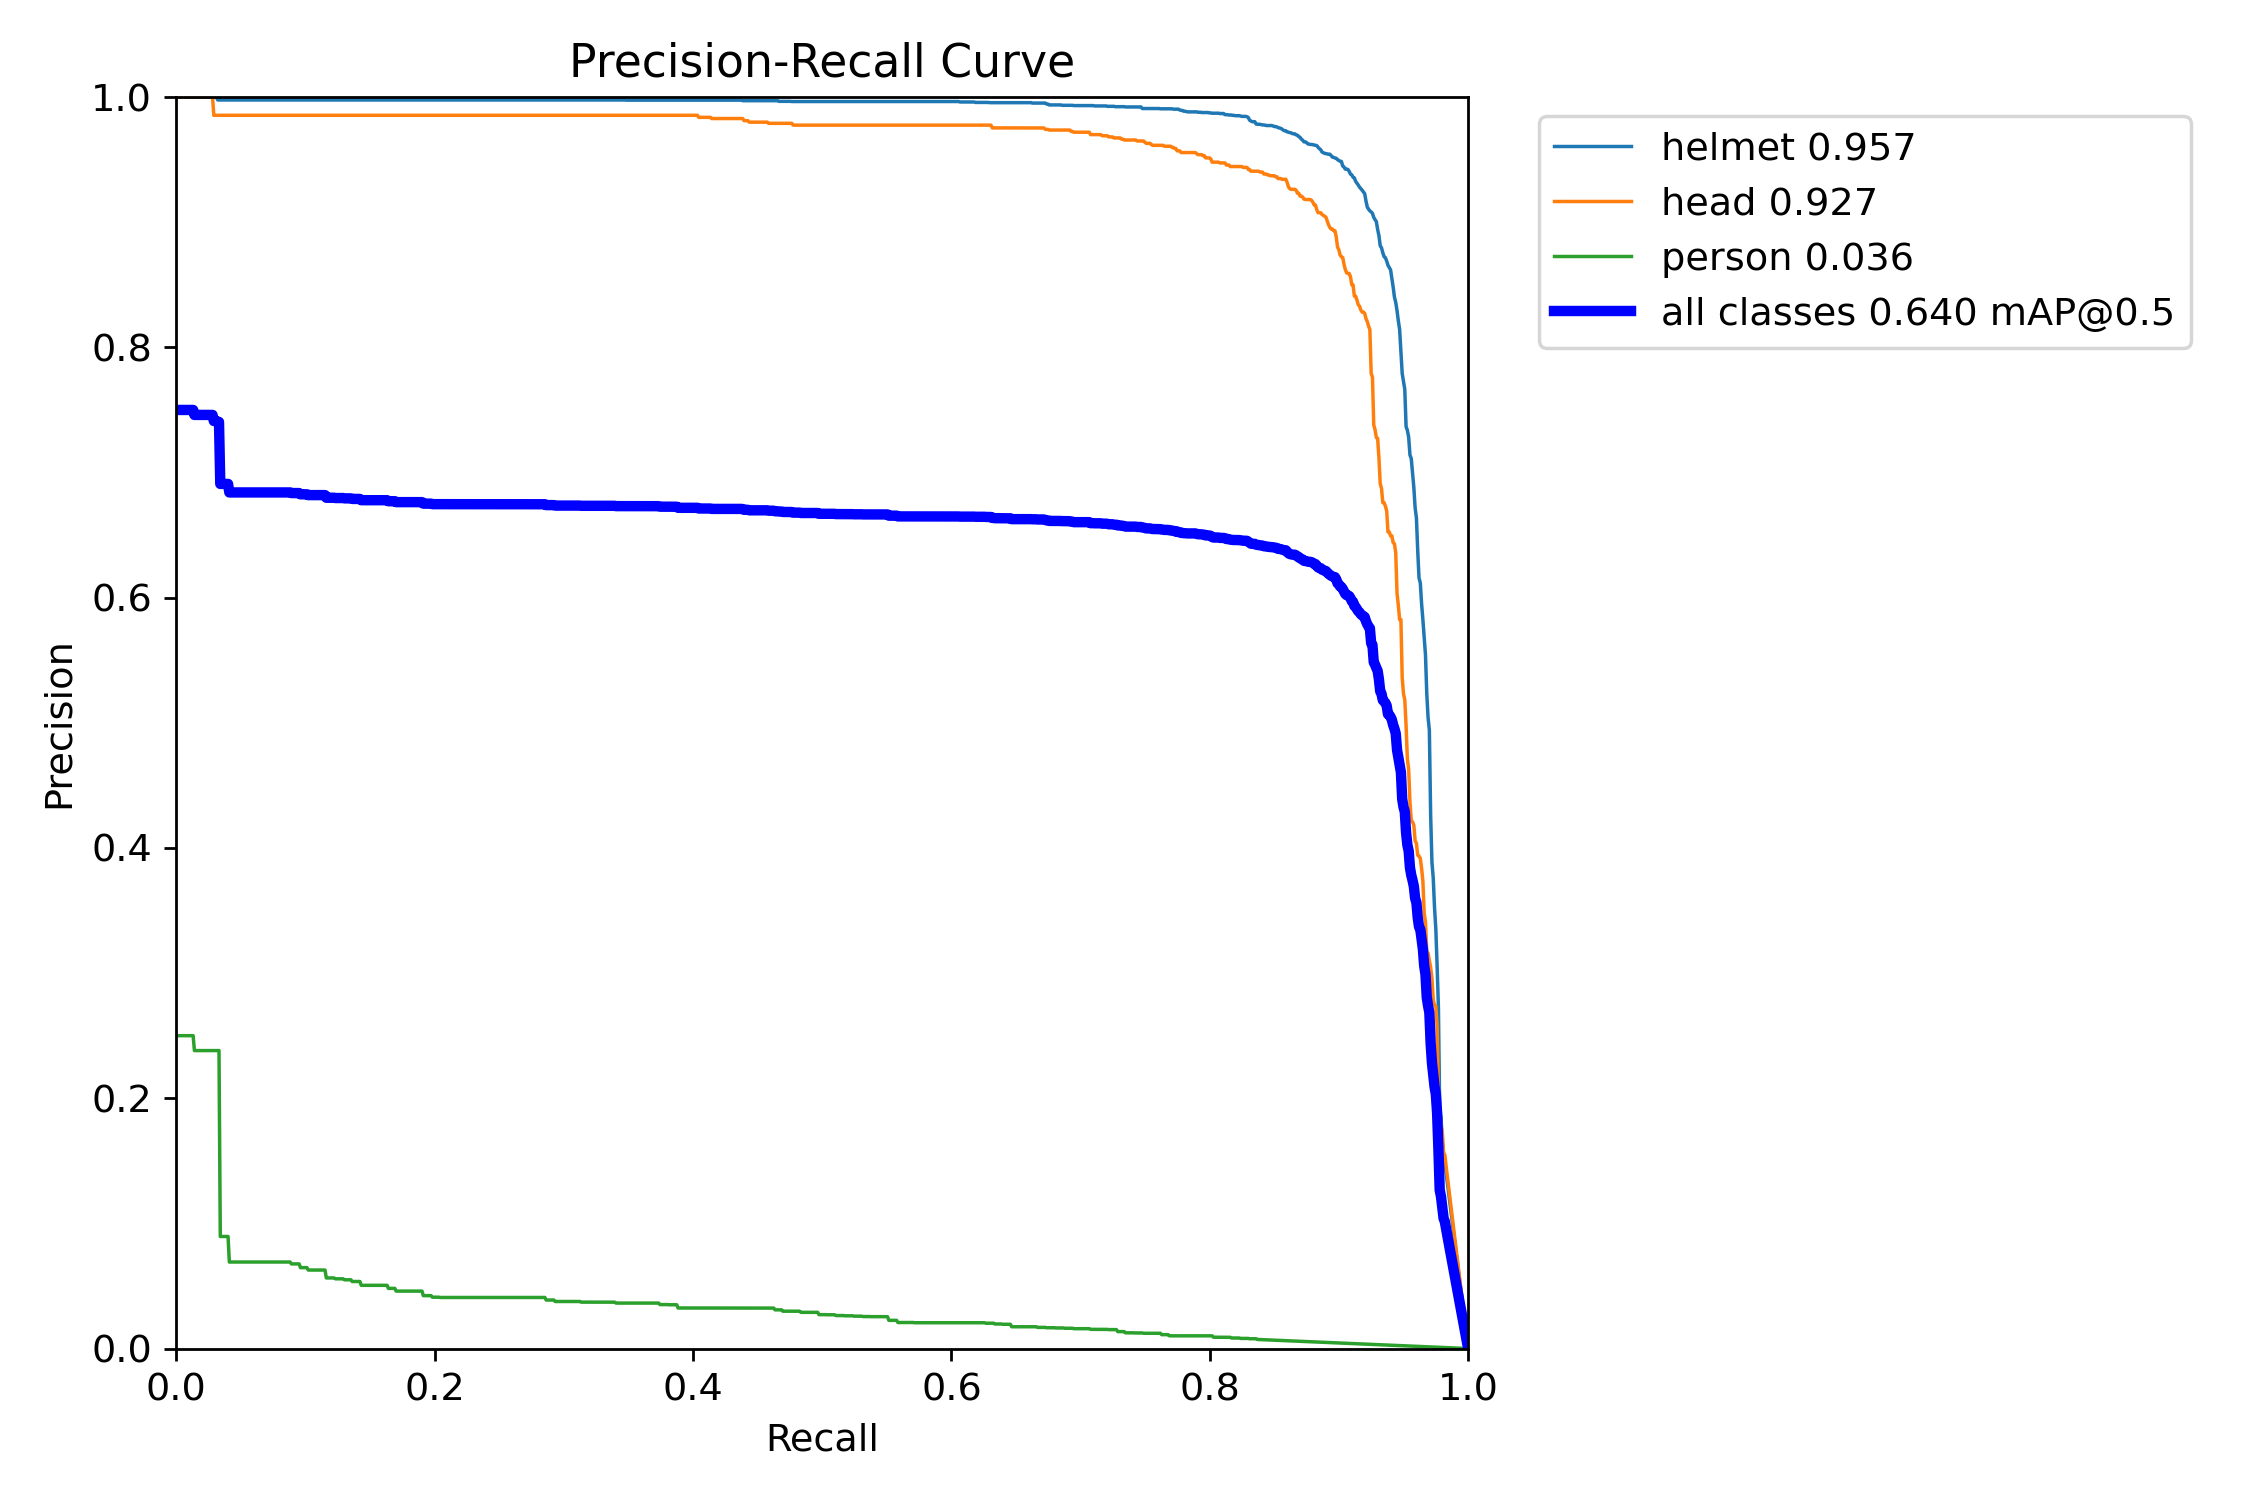 Precision-Recall Curve
helmet 0.957
head 0.927
person 0.036
all classes 0.640 mAP@0.5
1.0
0.8
0.6
0.4
0.2
0.0
Precision
0.0 0.2 0.4 0.6 0.8 1.0
Recall